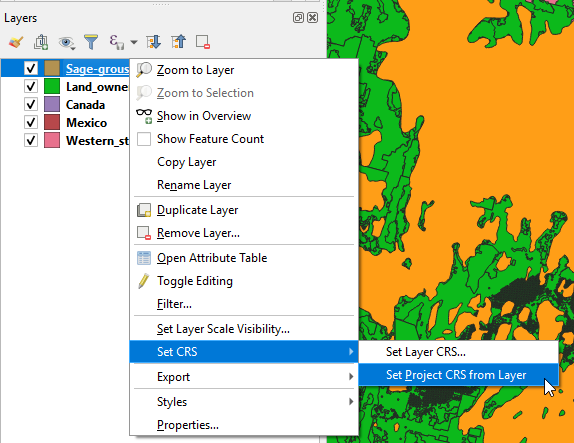 Layers
Sage-grous
Land_owne
Canada
Mexico
Western_st
Zoom to Layer
Zoom to Selection
Show in Overview
Show Feature Count
Copy Layer
Rename Layer
Duplicate Layer
Remove Layer...
Open Attribute Table
Toggle Editing
Filter...
Set Layer Scale Visibility...
Set CRS
Export
Styles
Properties...
Set Layer CRS...
Set Project CRS from Layer